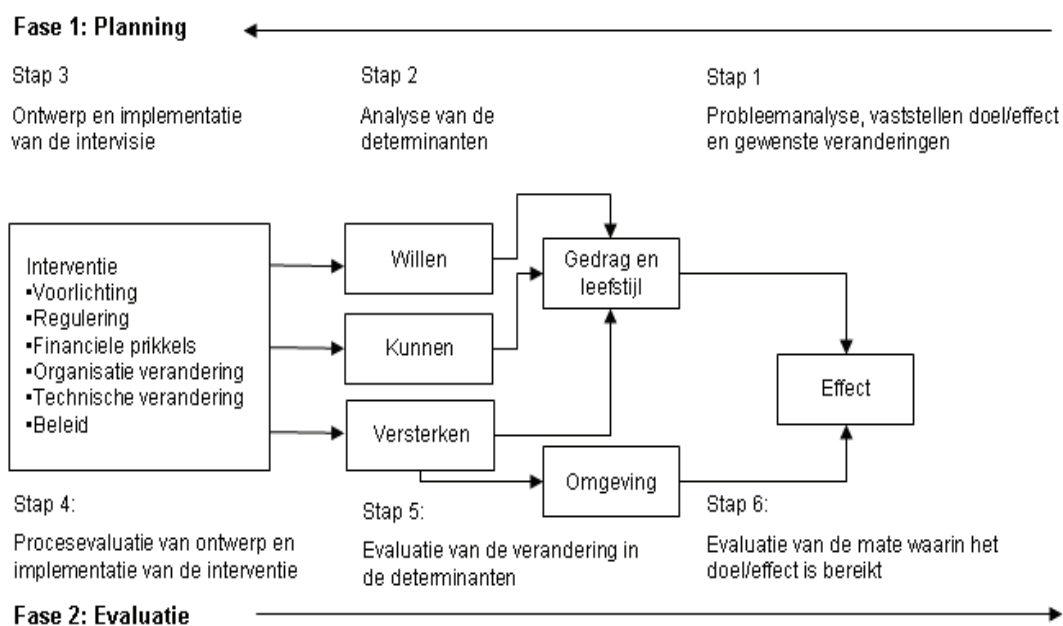 Fase 1: Planning
Stap 3
Ontwerp en implementatie
van de intervisie
Stap 2
Analyse van de
determinanten
Stap 1
Probleemanalyse, vaststellen doel/effect
en gewenste veranderingen
Interventie
▪Voorlichting
▪Regulering
▪Financiele prikkels
▪Organisatie verandering
▪Technische verandering
▪Beleid
Willen
Kunnen
Versterken
Gedrag en
leefstijl
Omgeving
Effect
Stap 4:
Procesevaluatie van ontwerp en
implementatie van de interventie
Stap 5:
Evaluatie van de verandering in
de determinanten
Stap 6:
Evaluatie van de mate waarin het
doel/effect is bereikt
Fase 2: Evaluatie